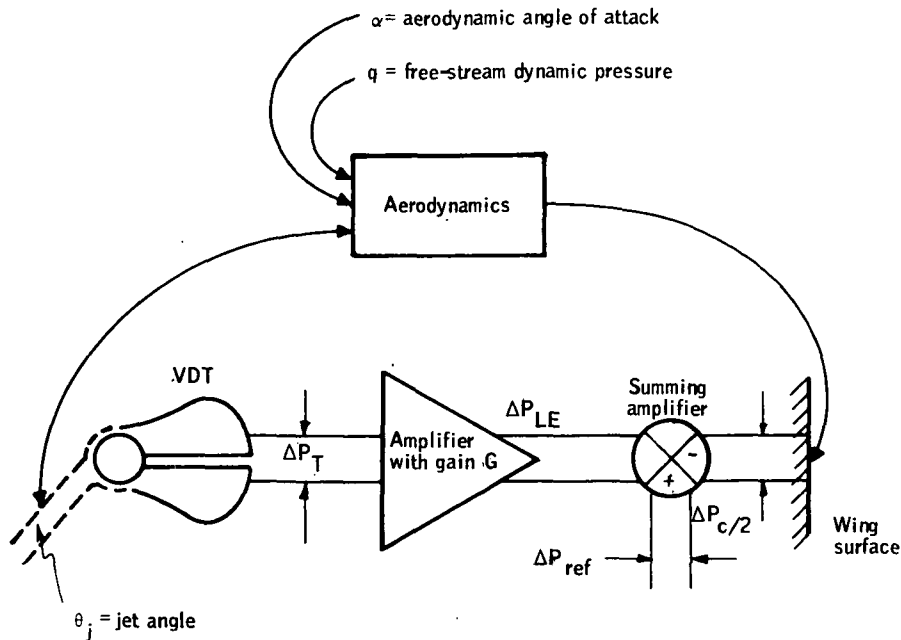 α = aerodynamic angle of attack
q = free-stream dynamic pressure
Aerodynamics
VDT
ΔP_T
Amplifier
with gain G
ΔP_LE
Summing
amplifier
-
+
ΔP_c/2
ΔP_ref
Wing
surface
θ_j = jet angle